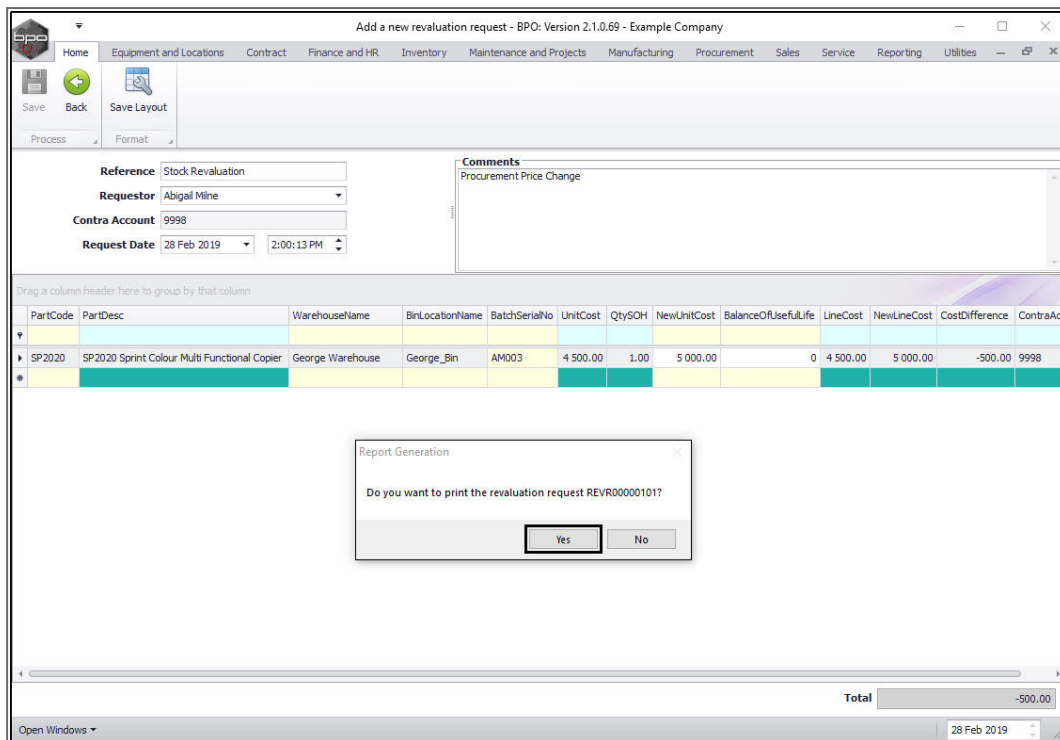 Add a new revaluation request - BPO: Version 2.1.0.69 - Example Company
bpo
Home Equipment and Locations Contract Finance and HR Inventory Maintenance and Projects Manufacturing Procurement Sales Service Reporting Utilities
Save Back Save Layout
Process Format
Reference Stock Revaluation
Requestor Abigail Milne
Contra Account 9998
Request Date 28 Feb 2019 2:00:13 PM
Comments
Procurement Price Change
Drag a column header here to group by that column
PartCode PartDesc WarehouseName BinLocationName BatchSerialNo UnitCost QtySOH NewUnitCost BalanceOfUsefulLife LineCost NewLineCost CostDifference ContraAc
SP2020 SP2020 Sprint Colour Multi Functional Copier George Warehouse George_Bin AM003 4 500.00 1.00 5 000.00 0 4 500.00 5 000.00 -500.00 9998
Report Generation
Do you want to print the revaluation request REVR00000101?
Yes No
Total -500.00
Open Windows 28 Feb 2019